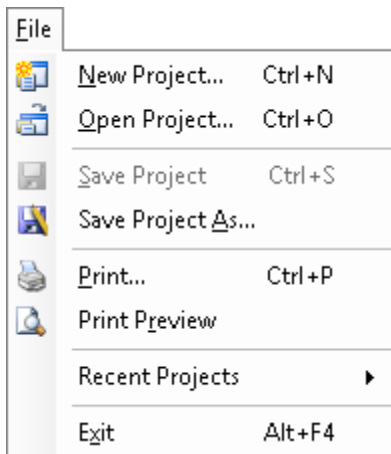 File
New Project... Ctrl+N
Open Project... Ctrl+O
Save Project Ctrl+S
Save Project As...
Print... Ctrl+P
Print Preview
Recent Projects
Exit Alt+F4